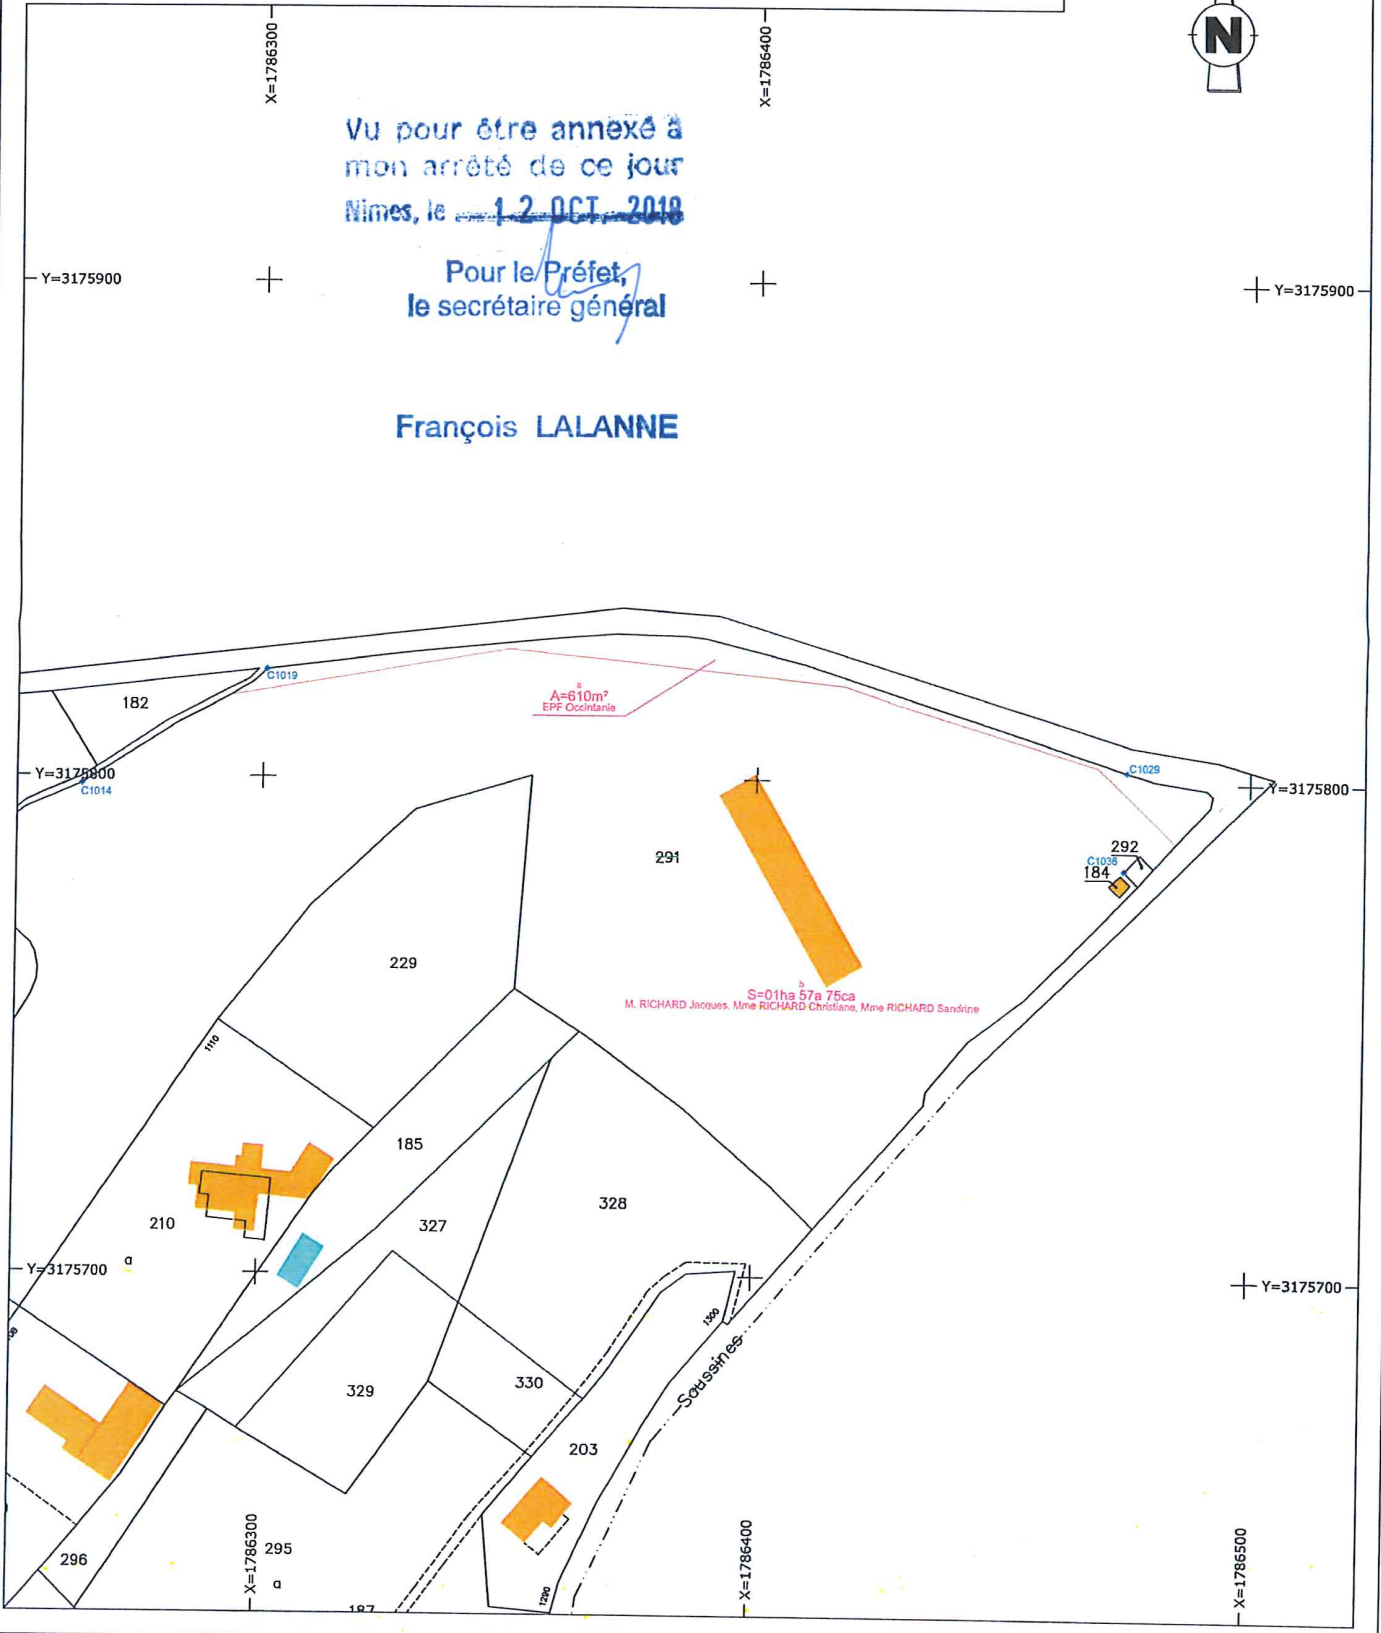 N
X=1786300
X=1786400
Vu pour être annexé à
mon arrêté de ce jour
Nîmes, le 12 OCT. 2018
Y=3175900
Y=3175900
Pour le Préfet,
le secrétaire général
François LALANNE
C1019
182
a
A=610m²
EPF Occintanie
Y=3175800
C1014
C1029
Y=3175800
291
292
C1036
184
229
b
S=01ha 57a 75ca
M. RICHARD Jacques, Mme RICHARD Christiane, Mme RICHARD Sandrine
1110
185
328
210
327
a
Y=3175700
Y=3175700
1300
Soussines
329
330
203
296
X=1786300
295
a
187
1290
X=1786400
X=1786500